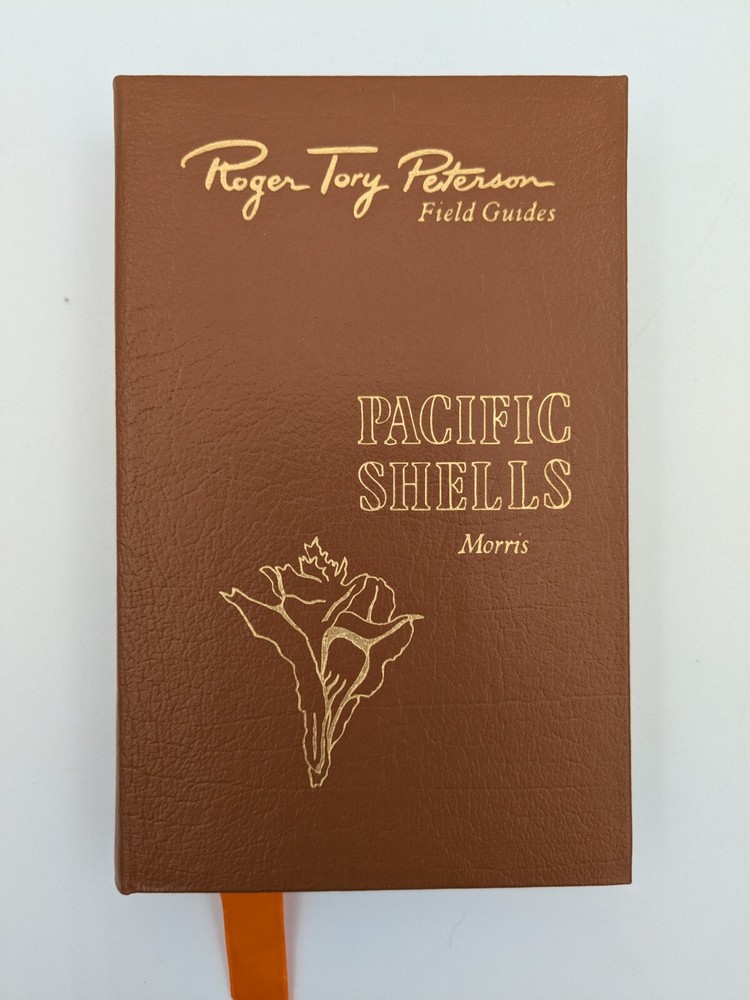 Roger Tory Peterson
Field Guides
PACIFIC
SHELLS
Morris